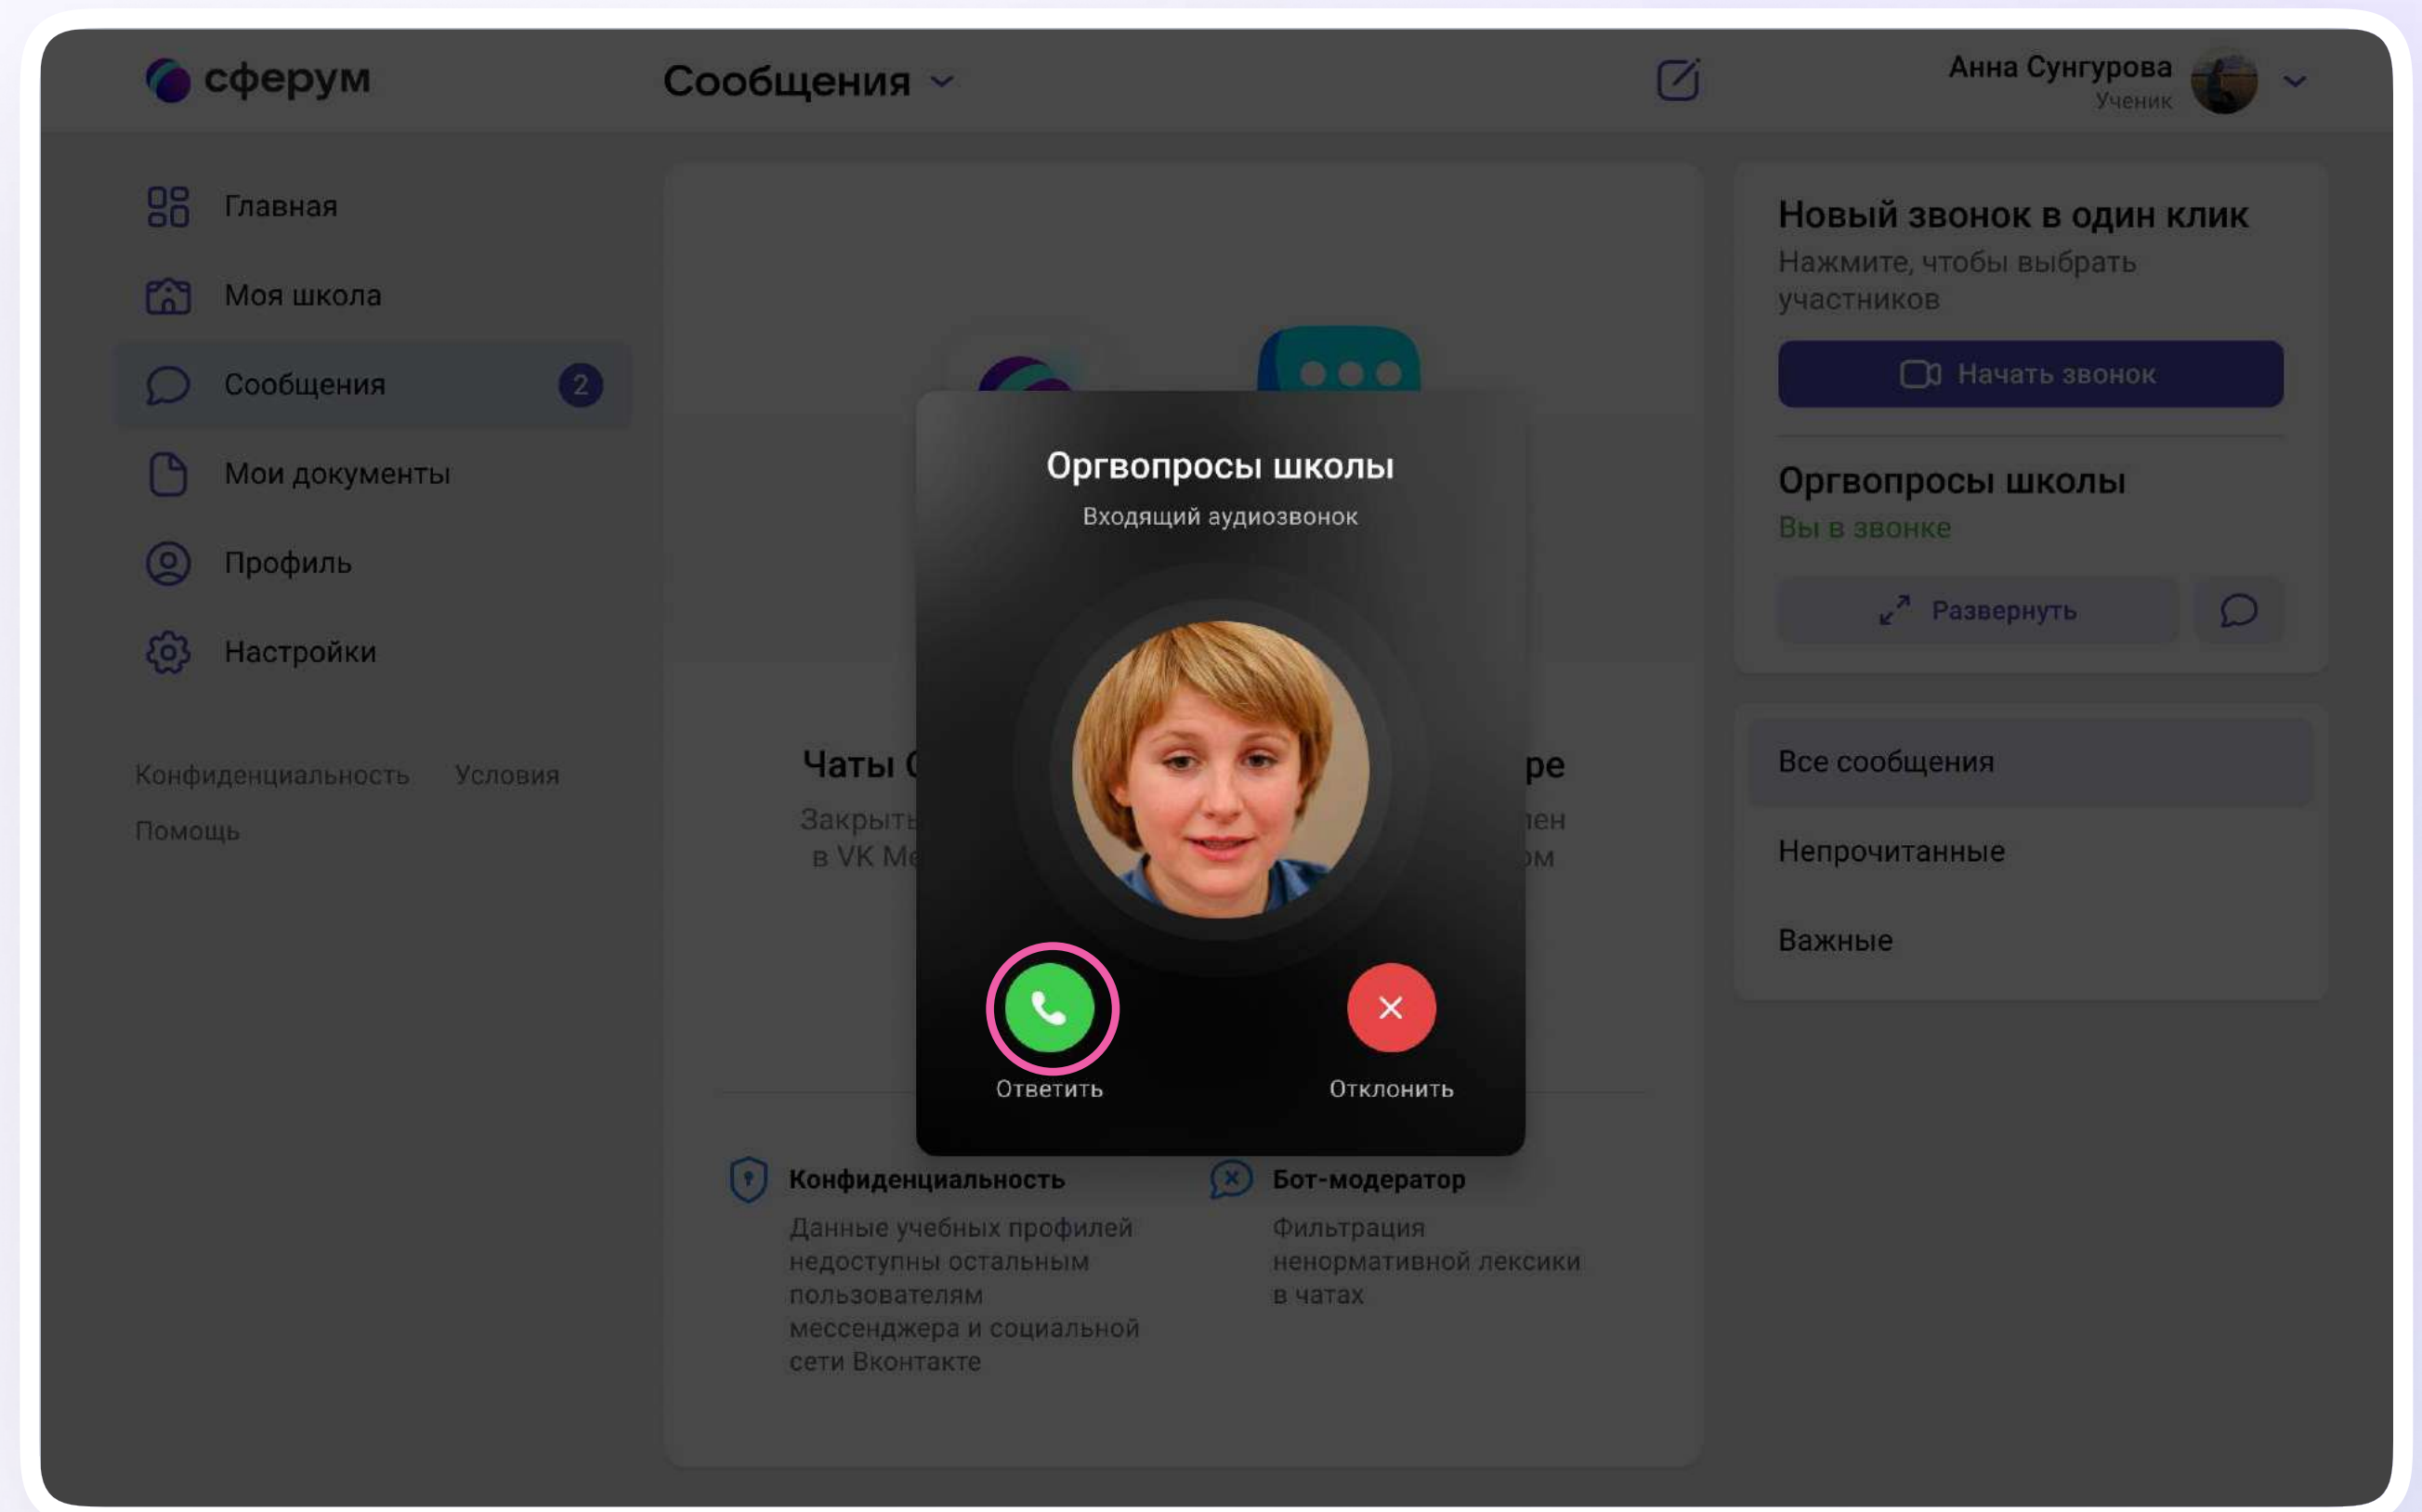 сферум
Сообщения
Анна Сунгурова
Ученик
Главная
Моя школа
Сообщения
2
Мои документы
Профиль
Настройки
Конфиденциальность Условия
Помощь
Оргвопросы школы
Входящий аудиозвонок
Ответить
Отклонить
Чаты
в VK
Конфиденциальность
Данные учебных профилей
недоступны остальным
пользователям
мессенджера и социальной
сети Вконтакте
Бот-модератор
Фильтрация
ненормативной лексики
в чатах
Новый звонок в один клик
Нажмите, чтобы выбрать
участников
Начать звонок
Оргвопросы школы
Вы в звонке
Развернуть
Все сообщения
Непрочитанные
Важные